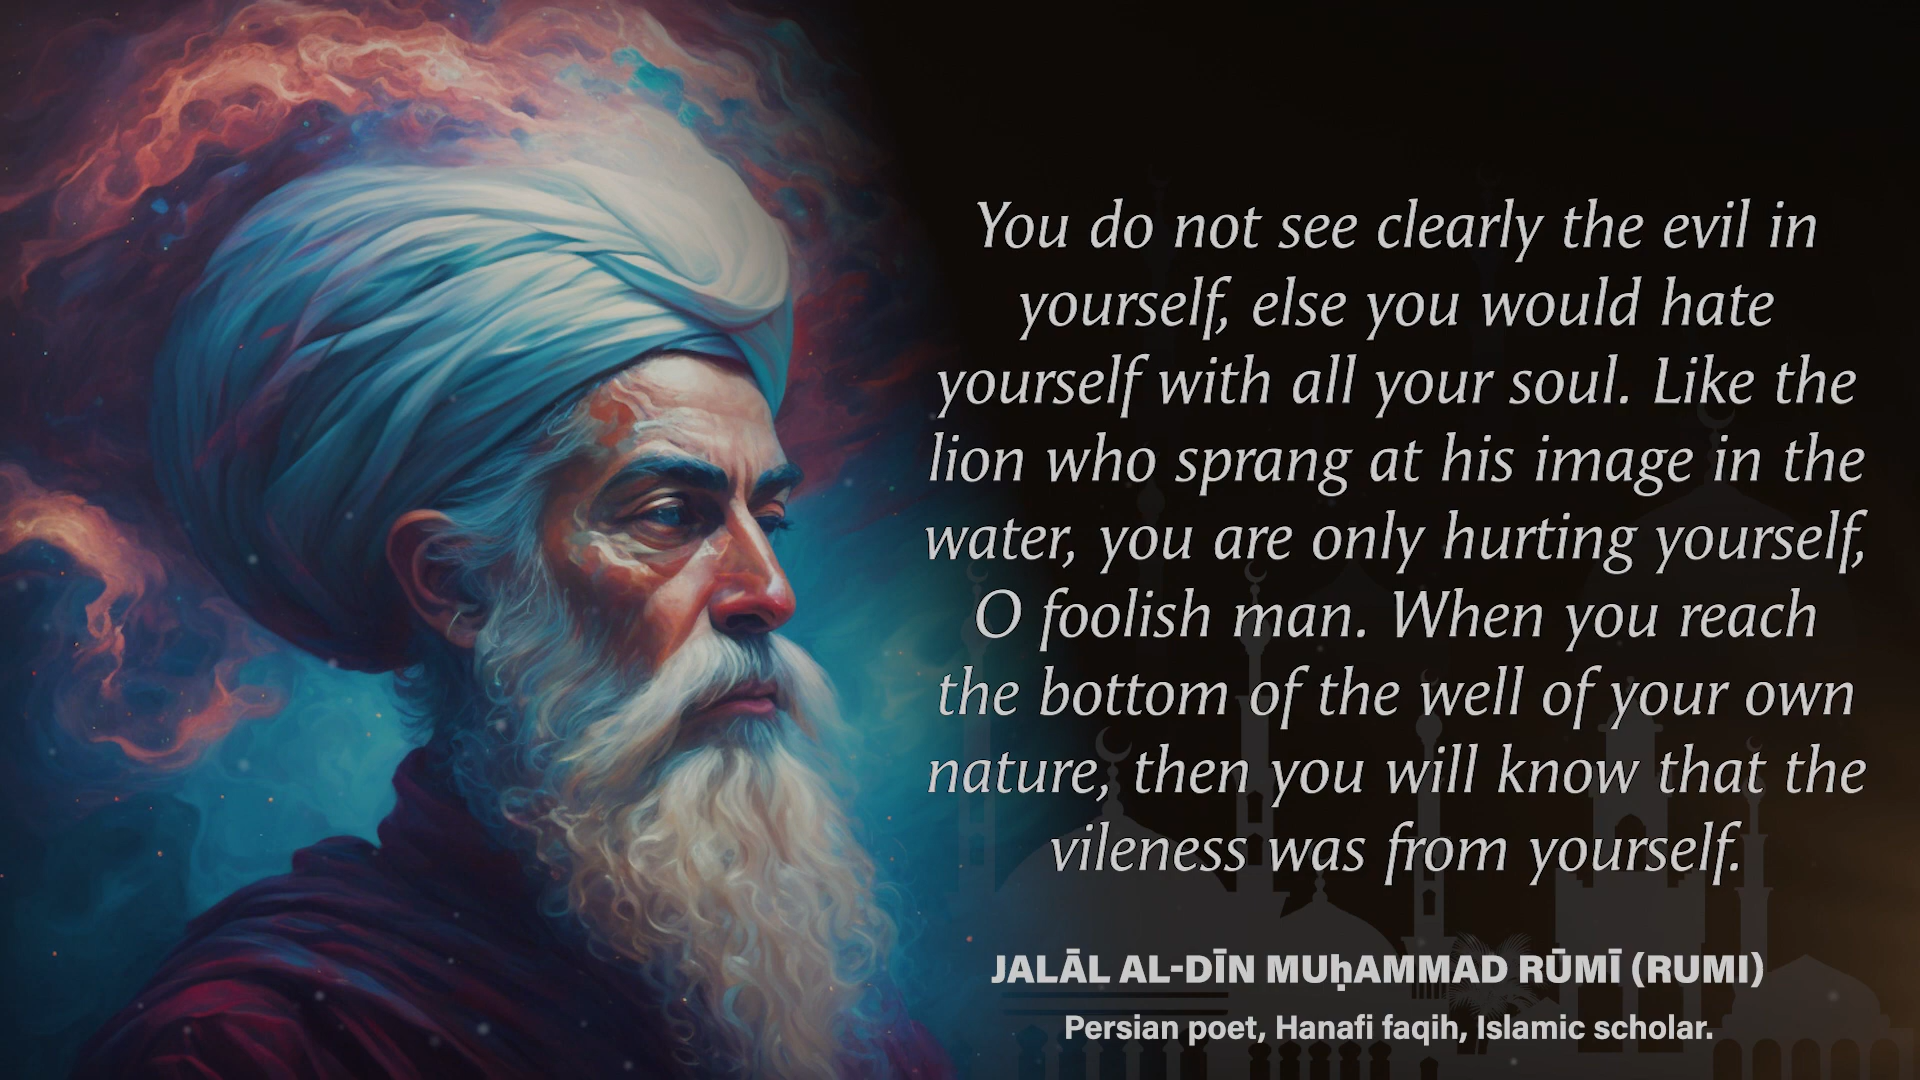 You do not see clearly the evil in
yourself, else you would hate
yourself with all your soul. Like the
lion who sprang at his image in the
water, you are only hurting yourself,
O foolish man. When you reach
the bottom of the well of your own
nature, then you will know that the
vileness was from yourself.
JALĀL AL-DĪN MUḥAMMAD RŪMĪ (RUMI)
Persian poet, Hanafi faqih, Islamic scholar.